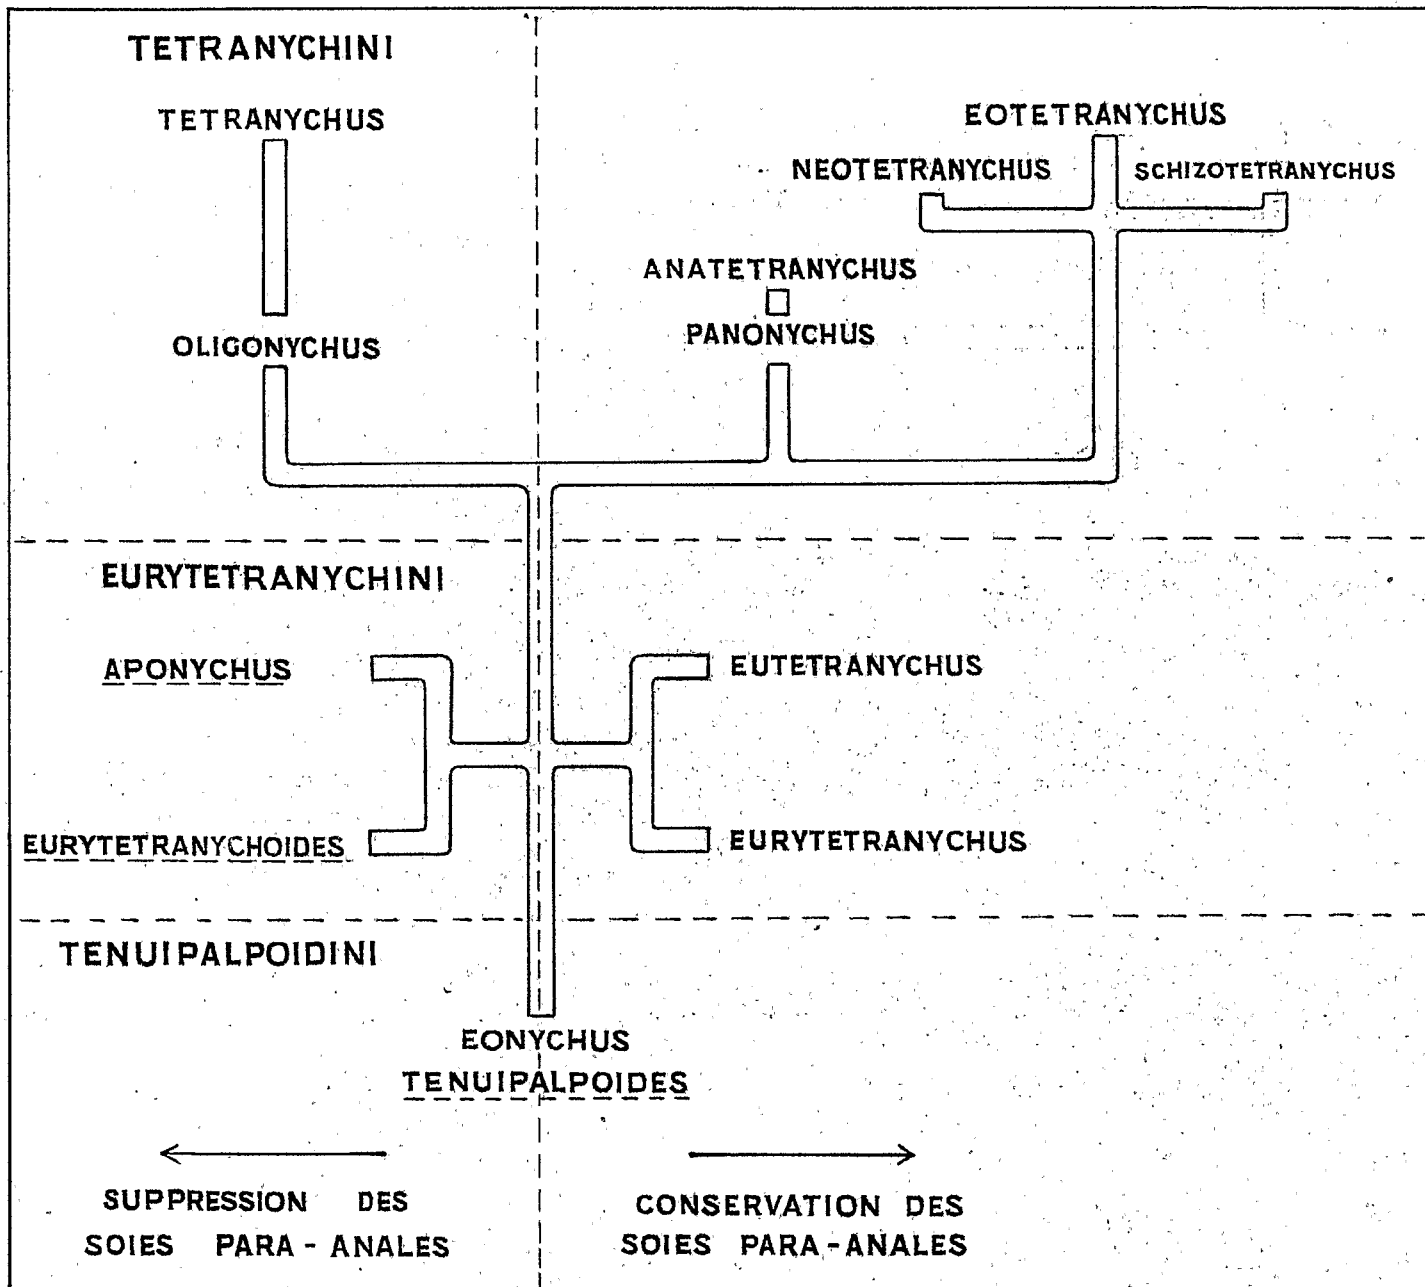 TETRANYCHINI
TETRANYCHUS
EOTETRANYCHUS
NEOTETRANYCHUS
SCHIZOTETRANYCHUS
ANATETRANYCHUS
PANONYCHUS
OLIGONYCHUS
EURYTETRANYCHINI
APONYCHUS
EUTETRANYCHUS
EURYTETRANYCHOIDES
EURYTETRANYCHUS
TENUIPALPOIDINI
EONYCHUS
TENUIPALPOIDES
SUPPRESSION DES
SOIES PARA-ANALES
CONSERVATION DES
SOIES PARA-ANALES